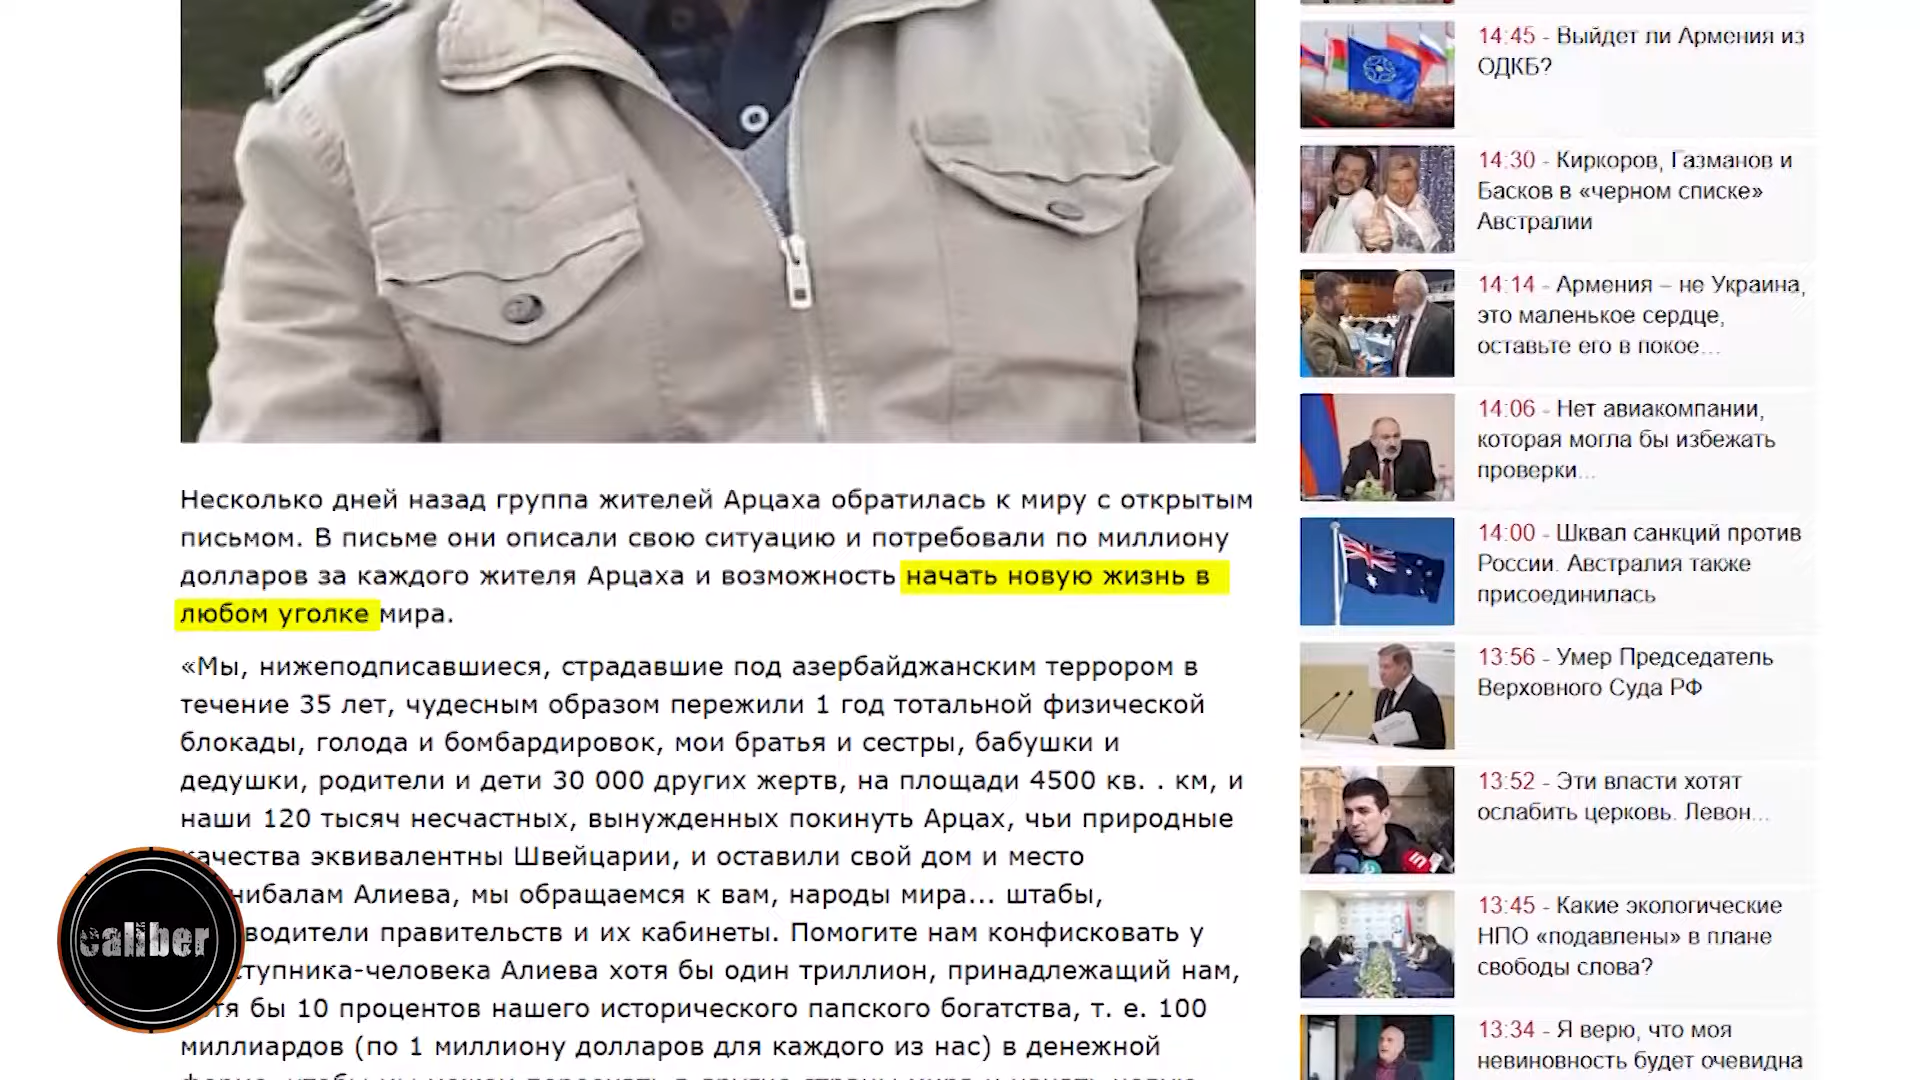 Несколько дней назад группа жителей Арцаха обратилась к миру с открытым
письмом. В письме они описали свою ситуацию и потребовали по миллиону
долларов за каждого жителя Арцаха и возможность начать новую жизнь в
любом уголке мира.
«Мы, нижеподписавшиеся, страдавшие под азербайджанским террором в
течение 35 лет, чудесным образом пережили 1 год тотальной физической
блокады, голода и бомбардировок, мои братья и сестры, бабушки и
дедушки, родители и дети 30 000 других жертв, на площади 4500 кв. . км, и
наши 120 тысяч несчастных, вынужденных покинуть Арцах, чьи природные
качества эквивалентны Швейцарии, и оставили свой дом и место
Алиева, мы обращаемся к вам, народы мира... штабы,
правительств и их кабинеты. Помогите нам конфисковать у
Алиева хотя бы один триллион, принадлежащий нам,
бы 10 процентов нашего исторического папского богатства, т. е. 100
миллиардов (по 1 миллиону долларов для каждого из нас) в денежной
caliber
14:45 - Выйдет ли Армения из
ОДКБ?
14:30 - Киркоров, Газманов и
Басков в «черном списке»
Австралии
14:14 - Армения – не Украина,
это маленькое сердце,
оставьте его в покое...
14:06 - Нет авиакомпании,
которая могла бы избежать
проверки...
14:00 - Шквал санкций против
России. Австралия также
присоединилась
13:56 - Умер Председатель
Верховного Суда РФ
13:52 - Эти власти хотят
ослабить церковь. Левон...
13:45 - Какие экологические
НПО «подавлены» в плане
свободы слова?
13:34 - Я верю, что моя
невиновность будет очевидна